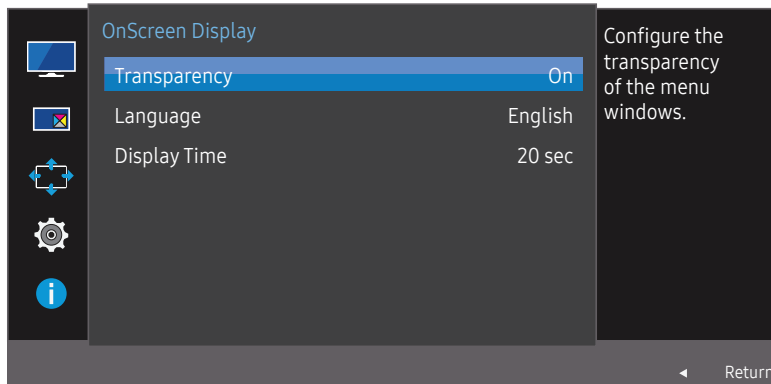 OnScreen Display
Transparency On
Language English
Display Time 20 sec
Configure the
transparency
of the menu
windows.
i
◄ Return